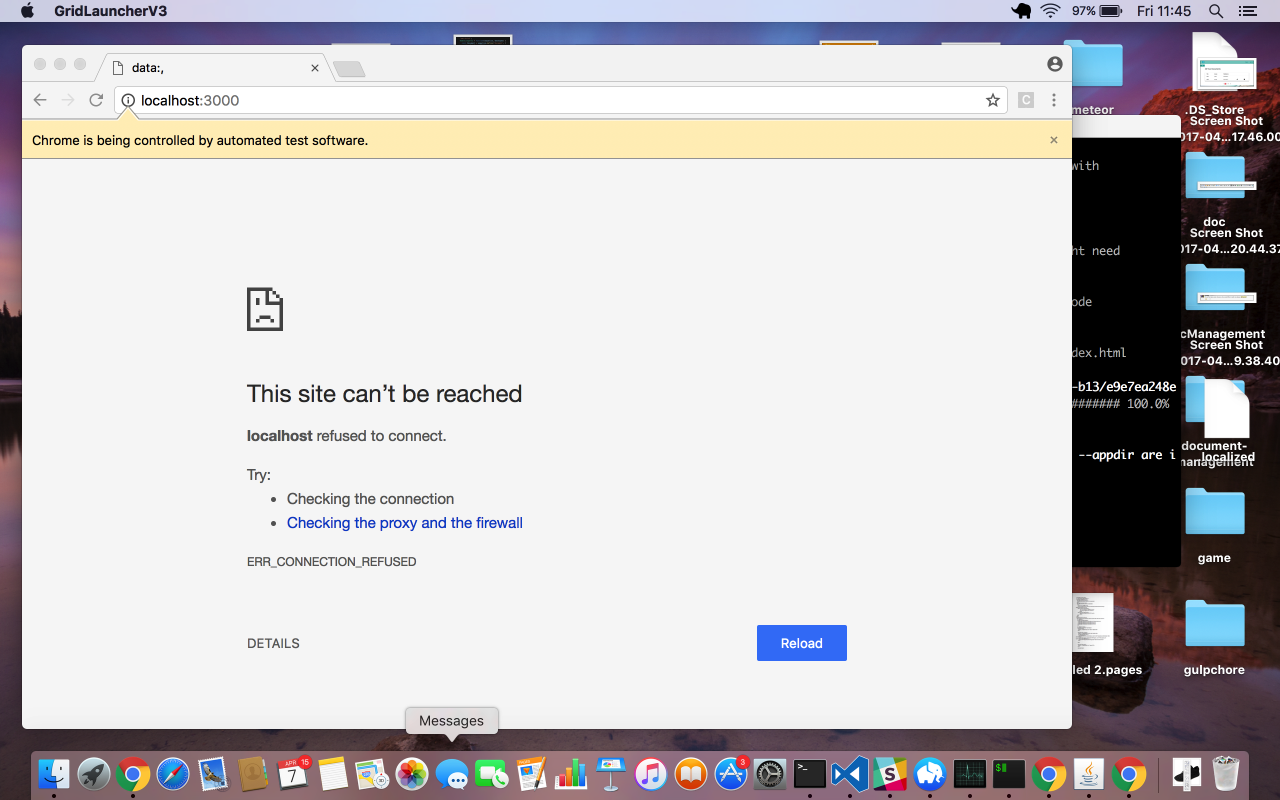 GridLauncherV3
97%
Fri 11:45
data:,
localhost:3000
Chrome is being controlled by automated test software.
This site can’t be reached
localhost refused to connect.
Try:
• Checking the connection
• Checking the proxy and the firewall
ERR_CONNECTION_REFUSED
DETAILS
Reload
Messages
meteor
with
ht need
ode
dex.html
-b13/e9e7ea248e
####### 100.0%
--appdir are i
led 2.pages
.DS_Store
Screen Shot
017-04...17.46.00
doc
Screen Shot
017-04...20.44.37
cManagement
Screen Shot
017-04...9.38.40
document-
management
.localized
game
gulpchore
APR
15
7
3